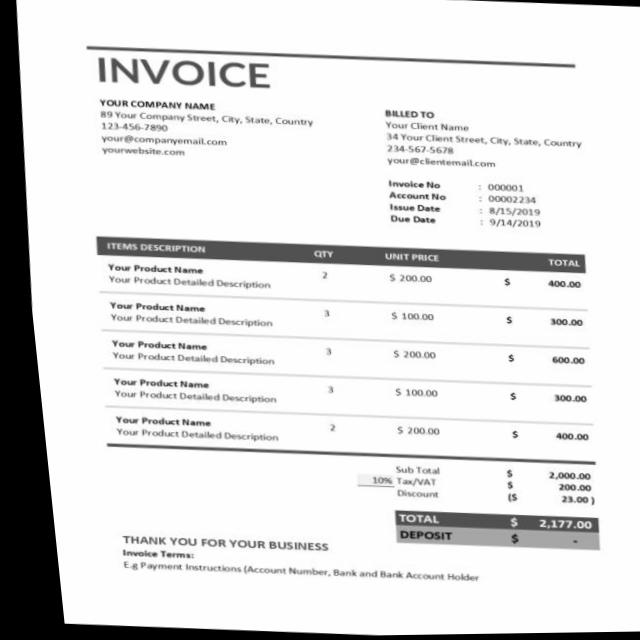 INVOICE
YOUR COMPANY NAME
89 Your Company Street, City, State, Country
123-456-7890
your@companyemail.com
yourwebsite.com
BILLED TO
Your Client Name
34 Your Client Street, City, State, Country
234-567-5678
your@clientemail.com
Invoice No : 000001
Account No : 00002234
Issue Date : 8/15/2019
Due Date : 9/14/2019
ITEMS DESCRIPTION QTY UNIT PRICE TOTAL
Your Product Name 2 $ 200.00 $ 400.00
Your Product Detailed Description
Your Product Name 3 $ 100.00 $ 300.00
Your Product Detailed Description
Your Product Name 3 $ 200.00 $ 600.00
Your Product Detailed Description
Your Product Name 3 $ 100.00 $ 300.00
Your Product Detailed Description
Your Product Name 2 $ 200.00 $ 400.00
Your Product Detailed Description
Sub Total $ 2,000.00
10% Tax/VAT $ 200.00
Discount ($ 23.00 )
TOTAL $ 2,177.00
DEPOSIT $ -
THANK YOU FOR YOUR BUSINESS
Invoice Terms:
E.g Payment Instructions (Account Number, Bank and Bank Account Holder